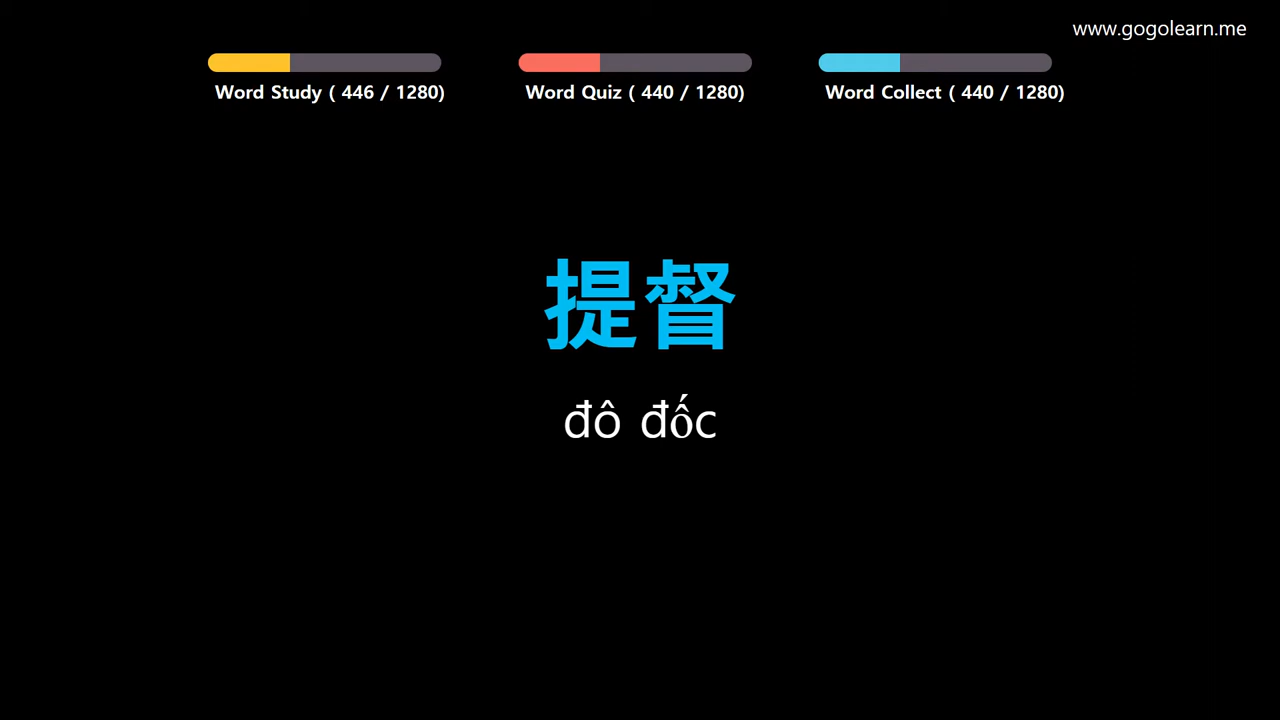 www.gogolearn.me
Word Study ( 446 / 1280)
Word Quiz ( 440 / 1280)
Word Collect ( 440 / 1280)
提督
đô đốc